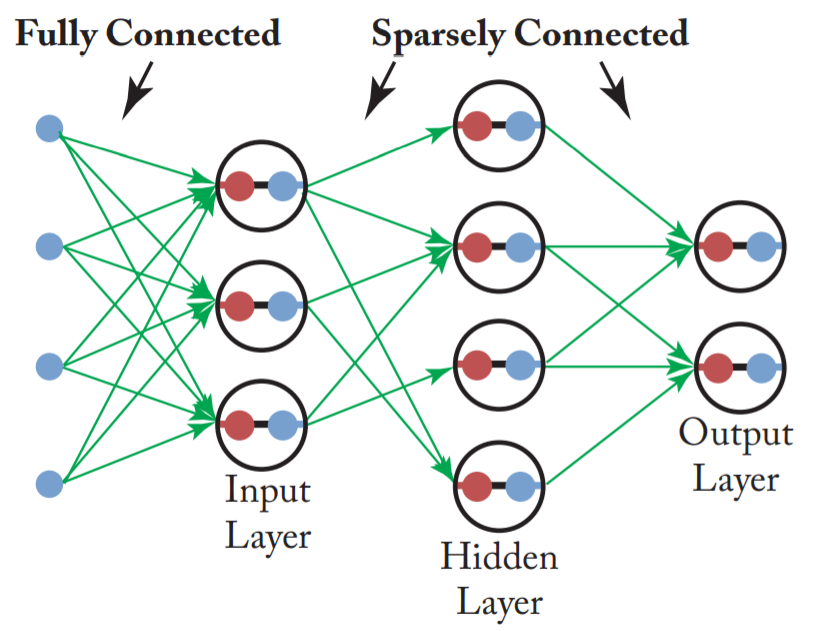 Fully Connected
Sparsely Connected
Input
Layer
Hidden
Layer
Output
Layer